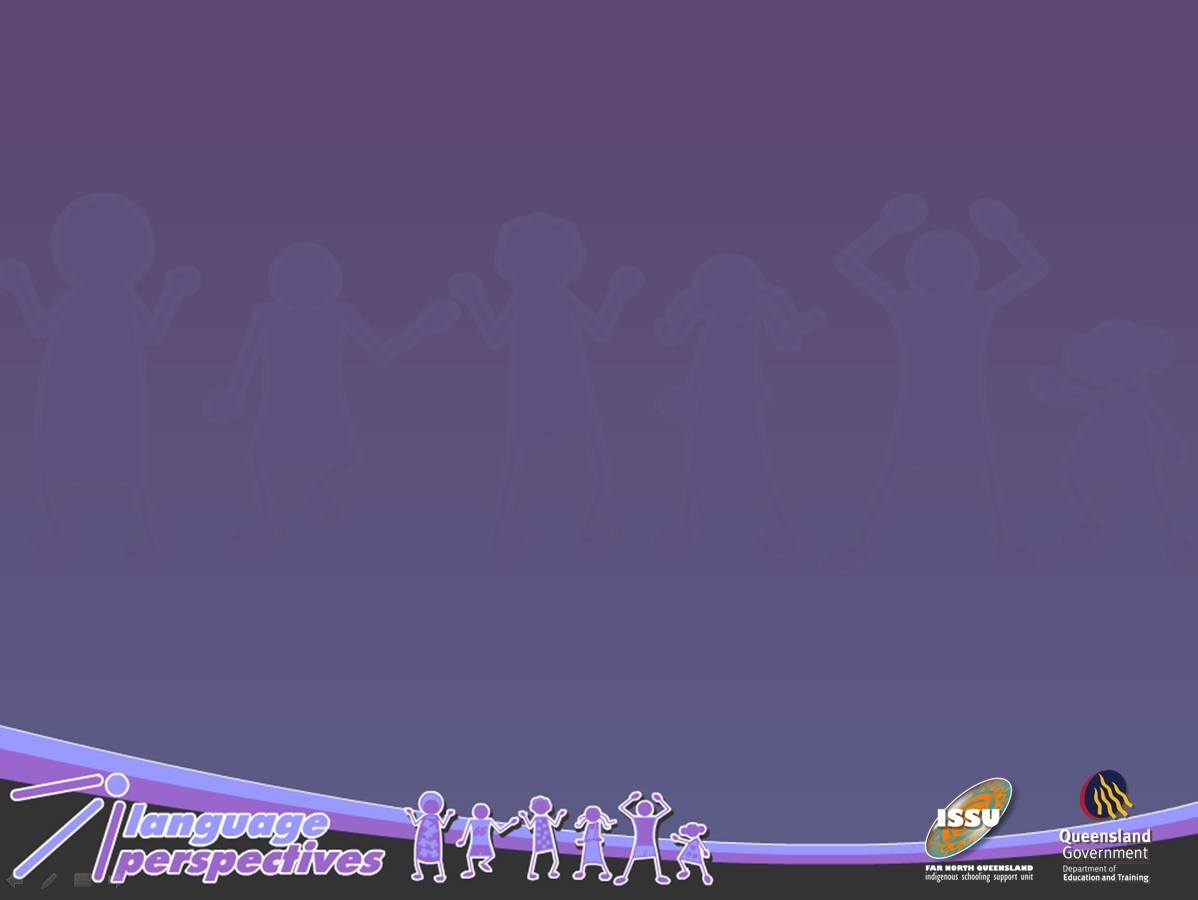 language
perspectives
ISSU
FAR NORTH QUEENSLAND
indigenous schooling support unit
Queensland
Government
Department of
Education and Training